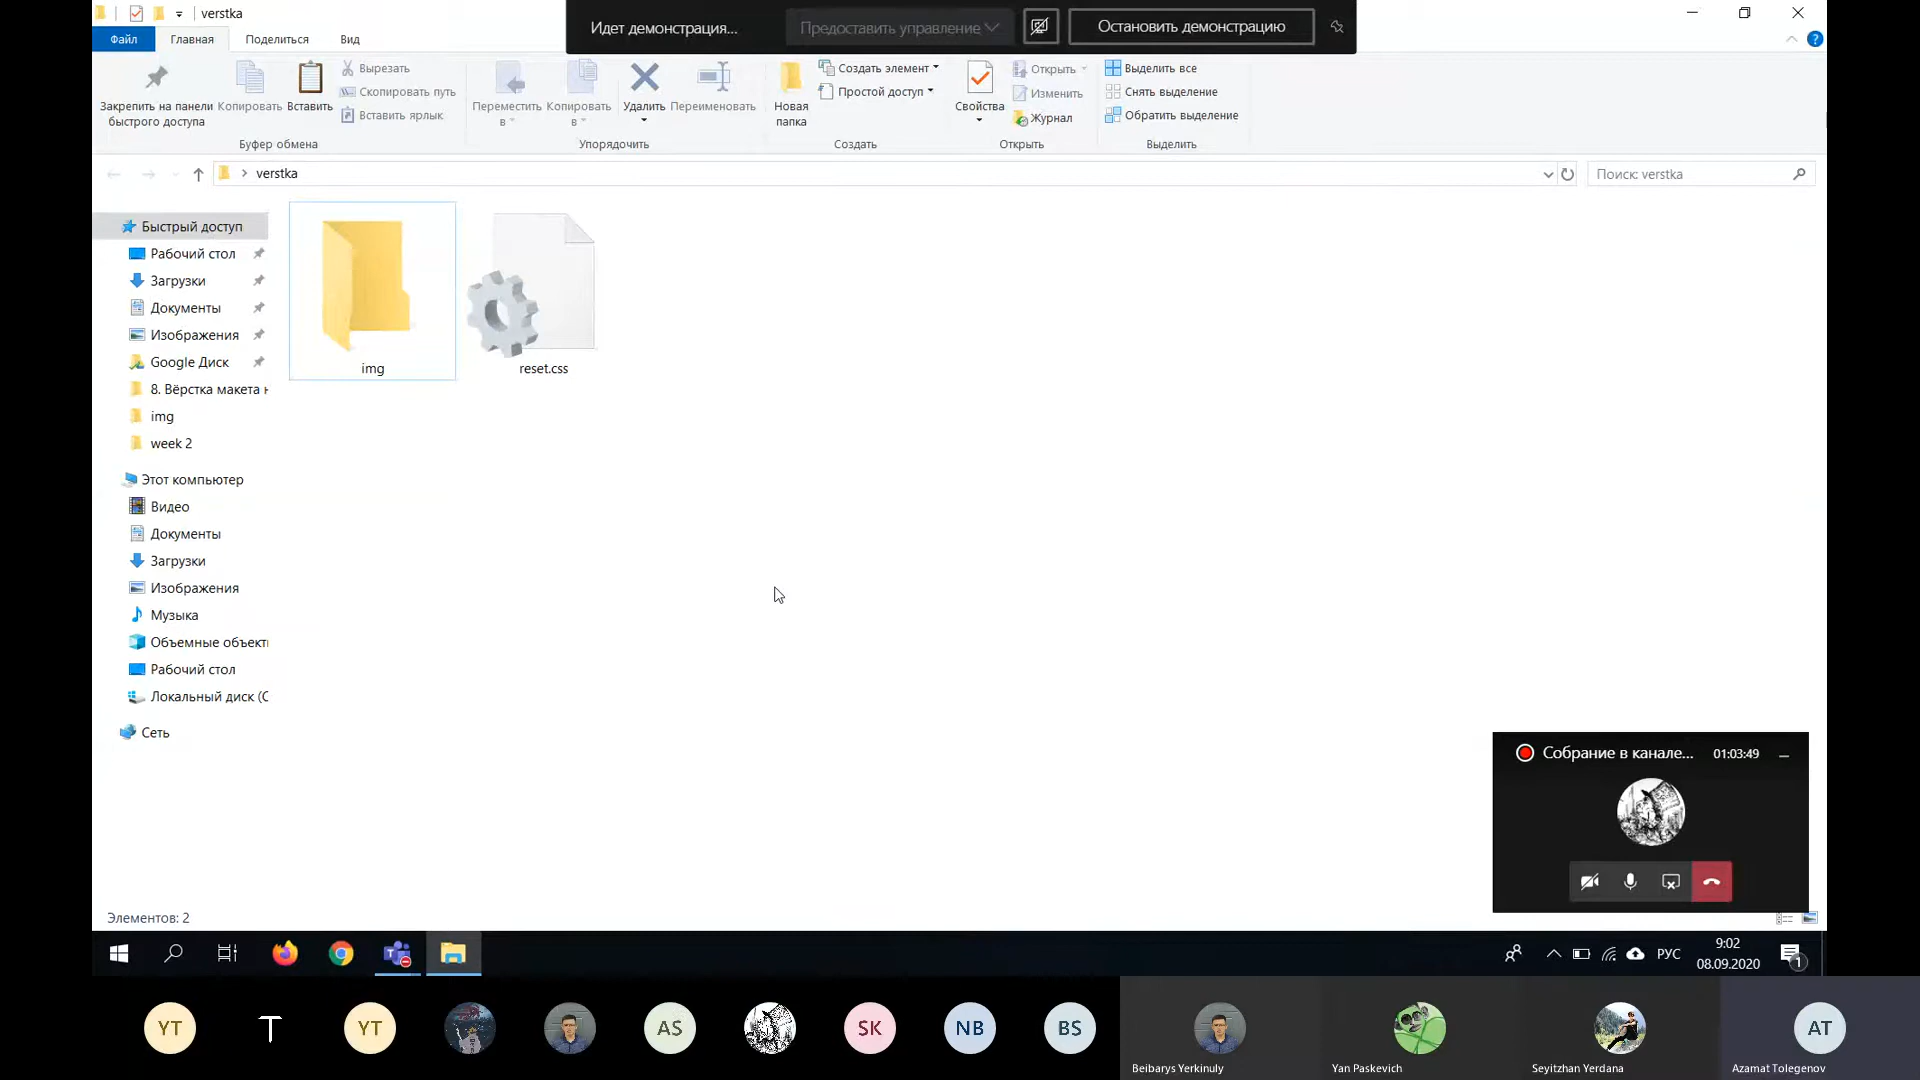 verstka
Идет демонстрация...
Предоставить управление
Остановить демонстрацию
Файл
Главная
Поделиться
Вид
Закрепить на панели
быстрого доступа
Копировать
Вставить
Вырезать
Скопировать путь
Вставить ярлык
Буфер обмена
Переместить
в
Копировать
в
Удалить
Переименовать
Упорядочить
Новая
папка
Создать элемент
Простой доступ
Создать
Свойства
Открыть
Изменить
Журнал
Открыть
Выделить все
Снять выделение
Обратить выделение
Выделить
verstka
Поиск: verstka
Быстрый доступ
Рабочий стол
Загрузки
Документы
Изображения
Google Диск
8. Вёрстка макета
img
week 2
Этот компьютер
Видео
Документы
Загрузки
Изображения
Музыка
Объемные объект
Рабочий стол
Локальный диск (C
Сеть
img
reset.css
Собрание в канале...
01:03:49
Элементов: 2
РУС
9:02
08.09.2020
1
YT
T
YT
AS
SK
NB
BS
AT
Beibarys Yerkinuly
Yan Paskevich
Seyitzhan Yerdana
Azamat Tolegenov